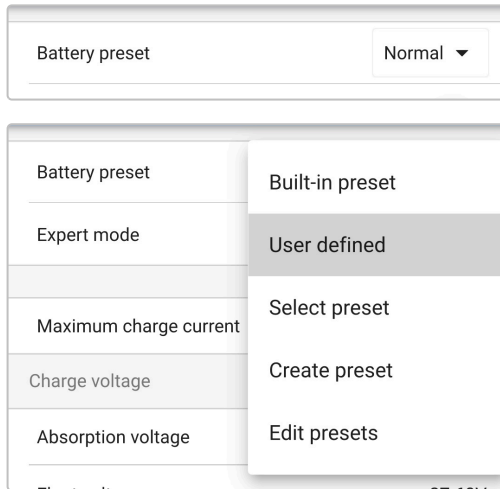 Battery preset Normal
Battery preset
Built-in preset
Expert mode
User defined
Select preset
Maximum charge current
Create preset
Charge voltage
Absorption voltage
Edit presets